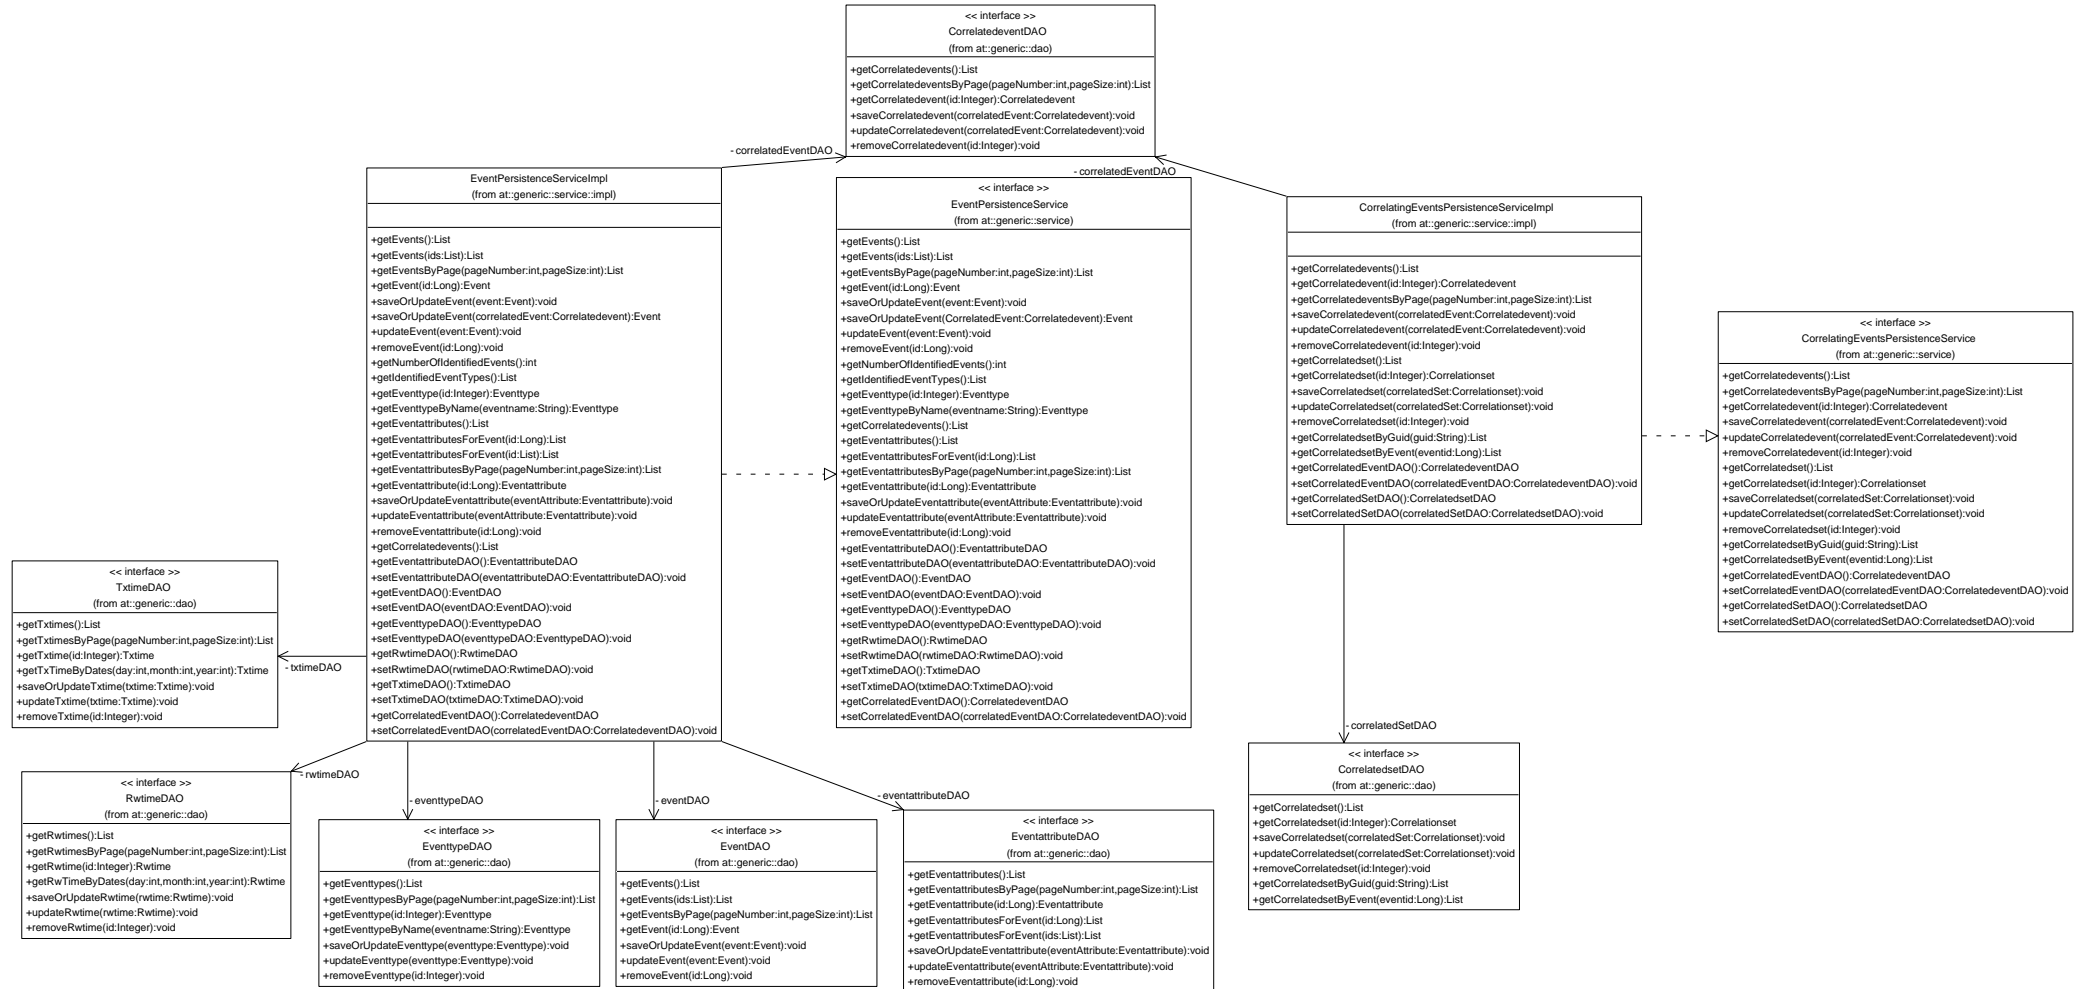 << interface >>
CorrelatedeventDAO
(from at::generic::dao)
+getCorrelatedevents():List
+getCorrelatedeventsByPage(pageNumber:int,pageSize:int):List
+getCorrelatedevent(id:Integer):Correlatedevent
+saveCorrelatedevent(correlatedEvent:Correlatedevent):void
+updateCorrelatedevent(correlatedEvent:Correlatedevent):void
+removeCorrelatedevent(id:Integer):void
- correlatedEventDAO
- correlatedEventDAO
EventPersistenceServiceImpl
(from at::generic::service::impl)
+getEvents():List
+getEvents(ids:List):List
+getEventsByPage(pageNumber:int,pageSize:int):List
+getEvent(id:Long):Event
+saveOrUpdateEvent(event:Event):void
+saveOrUpdateEvent(correlatedEvent:Correlatedevent):Event
+updateEvent(event:Event):void
+removeEvent(id:Long):void
+getNumberOfIdentifiedEvents():int
+getIdentifiedEventTypes():List
+getEventtype(id:Integer):Eventtype
+getEventtypeByName(eventname:String):Eventtype
+getEventattributes():List
+getEventattributesForEvent(id:Long):List
+getEventattributesForEvent(id:List):List
+getEventattributesByPage(pageNumber:int,pageSize:int):List
+getEventattribute(id:Long):Eventattribute
+saveOrUpdateEventattribute(eventAttribute:Eventattribute):void
+updateEventattribute(eventAttribute:Eventattribute):void
+removeEventattribute(id:Long):void
+getCorrelatedevents():List
+getEventattributeDAO():EventattributeDAO
+setEventattributeDAO(eventattributeDAO:EventattributeDAO):void
+getEventDAO():EventDAO
+setEventDAO(eventDAO:EventDAO):void
+getEventtypeDAO():EventtypeDAO
+setEventtypeDAO(eventtypeDAO:EventtypeDAO):void
+getRwtimeDAO():RwtimeDAO
+setRwtimeDAO(rwtimeDAO:RwtimeDAO):void
+getTxtimeDAO():TxtimeDAO
+setTxtimeDAO(txtimeDAO:TxtimeDAO):void
+getCorrelatedEventDAO():CorrelatedeventDAO
+setCorrelatedEventDAO(correlatedEventDAO:CorrelatedeventDAO):void
<< interface >>
EventPersistenceService
(from at::generic::service)
+getEvents():List
+getEvents(ids:List):List
+getEventsByPage(pageNumber:int,pageSize:int):List
+getEvent(id:Long):Event
+saveOrUpdateEvent(event:Event):void
+saveOrUpdateEvent(CorrelatedEvent:Correlatedevent):Event
+updateEvent(event:Event):void
+removeEvent(id:Long):void
+getNumberOfIdentifiedEvents():int
+getIdentifiedEventTypes():List
+getEventtype(id:Integer):Eventtype
+getEventtypeByName(eventname:String):Eventtype
+getCorrelatedevents():List
+getEventattributes():List
+getEventattributesForEvent(id:Long):List
+getEventattributesByPage(pageNumber:int,pageSize:int):List
+getEventattribute(id:Long):Eventattribute
+saveOrUpdateEventattribute(eventAttribute:Eventattribute):void
+updateEventattribute(eventAttribute:Eventattribute):void
+removeEventattribute(id:Long):void
+getEventattributeDAO():EventattributeDAO
+setEventattributeDAO(eventattributeDAO:EventattributeDAO):void
+getEventDAO():EventDAO
+setEventDAO(eventDAO:EventDAO):void
+getEventtypeDAO():EventtypeDAO
+setEventtypeDAO(eventtypeDAO:EventtypeDAO):void
+getRwtimeDAO():RwtimeDAO
+setRwtimeDAO(rwtimeDAO:RwtimeDAO):void
+getTxtimeDAO():TxtimeDAO
+setTxtimeDAO(txtimeDAO:TxtimeDAO):void
+getCorrelatedEventDAO():CorrelatedeventDAO
+setCorrelatedEventDAO(correlatedEventDAO:CorrelatedeventDAO):void
CorrelatingEventsPersistenceServiceImpl
(from at::generic::service::impl)
+getCorrelatedevents():List
+getCorrelatedevent(id:Integer):Correlatedevent
+getCorrelatedeventsByPage(pageNumber:int,pageSize:int):List
+saveCorrelatedevent(correlatedEvent:Correlatedevent):void
+updateCorrelatedevent(correlatedEvent:Correlatedevent):void
+removeCorrelatedevent(id:Integer):void
+getCorrelatedset():List
+getCorrelatedset(id:Integer):Correlationset
+saveCorrelatedset(correlatedSet:Correlationset):void
+updateCorrelatedset(correlatedSet:Correlationset):void
+removeCorrelatedset(id:Integer):void
+getCorrelatedsetByGuid(guid:String):List
+getCorrelatedsetByEvent(eventid:Long):List
+getCorrelatedEventDAO():CorrelatedeventDAO
+setCorrelatedEventDAO(correlatedEventDAO:CorrelatedeventDAO):void
+getCorrelatedSetDAO():CorrelatedsetDAO
+setCorrelatedSetDAO(correlatedSetDAO:CorrelatedsetDAO):void
<< interface >>
CorrelatingEventsPersistenceService
(from at::generic::service)
+getCorrelatedevents():List
+getCorrelatedeventsByPage(pageNumber:int,pageSize:int):List
+getCorrelatedevent(id:Integer):Correlatedevent
+saveCorrelatedevent(correlatedEvent:Correlatedevent):void
+updateCorrelatedevent(correlatedEvent:Correlatedevent):void
+removeCorrelatedevent(id:Integer):void
+getCorrelatedset():List
+getCorrelatedset(id:Integer):Correlationset
+saveCorrelatedset(correlatedSet:Correlationset):void
+updateCorrelatedset(correlatedSet:Correlationset):void
+removeCorrelatedset(id:Integer):void
+getCorrelatedsetByGuid(guid:String):List
+getCorrelatedsetByEvent(eventid:Long):List
+getCorrelatedEventDAO():CorrelatedeventDAO
+setCorrelatedEventDAO(correlatedEventDAO:CorrelatedeventDAO):void
+getCorrelatedSetDAO():CorrelatedsetDAO
+setCorrelatedSetDAO(correlatedSetDAO:CorrelatedsetDAO):void
<< interface >>
TxtimeDAO
(from at::generic::dao)
+getTxtimes():List
+getTxtimesByPage(pageNumber:int,pageSize:int):List
+getTxtime(id:Integer):Txtime
+getTxTimeByDates(day:int,month:int,year:int):Txtime
+saveOrUpdateTxtime(txtime:Txtime):void
+updateTxtime(txtime:Txtime):void
+removeTxtime(id:Integer):void
- txtimeDAO
- rwtimeDAO
- eventtypeDAO
- eventDAO
- eventattributeDAO
- correlatedSetDAO
<< interface >>
RwtimeDAO
(from at::generic::dao)
+getRwtimes():List
+getRwtimesByPage(pageNumber:int,pageSize:int):List
+getRwtime(id:Integer):Rwtime
+getRwTimeByDates(day:int,month:int,year:int):Rwtime
+saveOrUpdateRwtime(rwtime:Rwtime):void
+updateRwtime(rwtime:Rwtime):void
+removeRwtime(id:Integer):void
<< interface >>
EventtypeDAO
(from at::generic::dao)
+getEventtypes():List
+getEventtypesByPage(pageNumber:int,pageSize:int):List
+getEventtype(id:Integer):Eventtype
+getEventtypeByName(eventname:String):Eventtype
+saveOrUpdateEventtype(eventtype:Eventtype):void
+updateEventtype(eventtype:Eventtype):void
+removeEventtype(id:Integer):void
<< interface >>
EventDAO
(from at::generic::dao)
+getEvents():List
+getEvents(ids:List):List
+getEventsByPage(pageNumber:int,pageSize:int):List
+getEvent(id:Long):Event
+saveOrUpdateEvent(event:Event):void
+updateEvent(event:Event):void
+removeEvent(id:Long):void
<< interface >>
EventattributeDAO
(from at::generic::dao)
+getEventattributes():List
+getEventattributesByPage(pageNumber:int,pageSize:int):List
+getEventattribute(id:Long):Eventattribute
+getEventattributesForEvent(id:Long):List
+getEventattributesForEvent(ids:List):List
+saveOrUpdateEventattribute(eventAttribute:Eventattribute):void
+updateEventattribute(eventAttribute:Eventattribute):void
+removeEventattribute(id:Long):void
<< interface >>
CorrelatedsetDAO
(from at::generic::dao)
+getCorrelatedset():List
+getCorrelatedset(id:Integer):Correlationset
+saveCorrelatedset(correlatedSet:Correlationset):void
+updateCorrelatedset(correlatedSet:Correlationset):void
+removeCorrelatedset(id:Integer):void
+getCorrelatedsetByGuid(guid:String):List
+getCorrelatedsetByEvent(eventid:Long):List